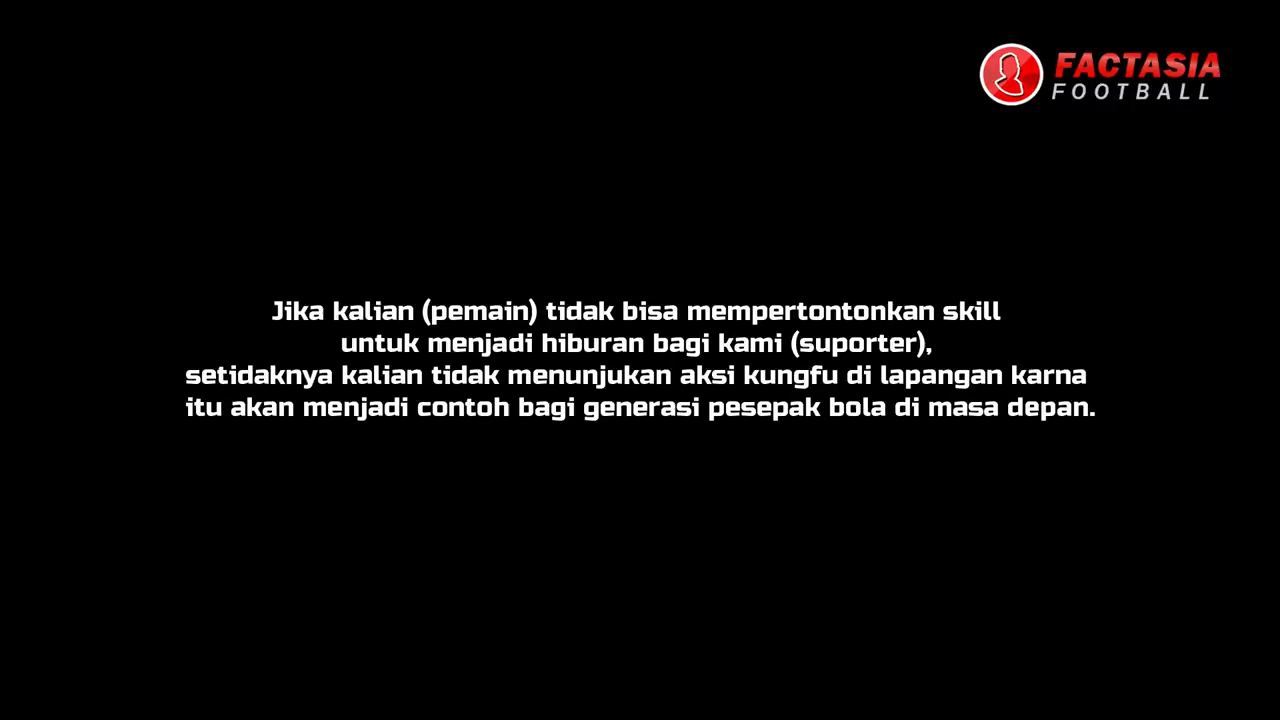 FACTASIA
FOOTBALL
Jika kalian (pemain) tidak bisa mempertontonkan skill
untuk menjadi hiburan bagi kami (suporter),
setidaknya kalian tidak menunjukan aksi kungfu di lapangan karna
itu akan menjadi contoh bagi generasi pesepak bola di masa depan.